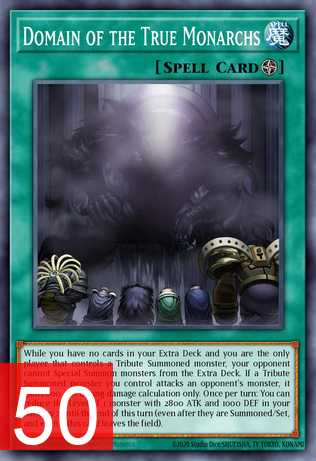 DOMAIN OF THE TRUE MONARCHS 魔
[SPELL CARD]
While you have no cards in your Extra Deck and you are the only
player that controls a Tribute Summoned monster, your opponent
cannot Special Summon monsters from the Extra Deck. If a Tribute
Summoned monster you control attacks an opponent's monster, it
damage calculation only. Once per turn: You can
monster with 2800 ATK and 1000 DEF in your
end of this turn (even after they are Summoned/Set,
leaves the field).
50
©2020 Studio Dice/SHUEISHA, TV TOKYO, KONAMI